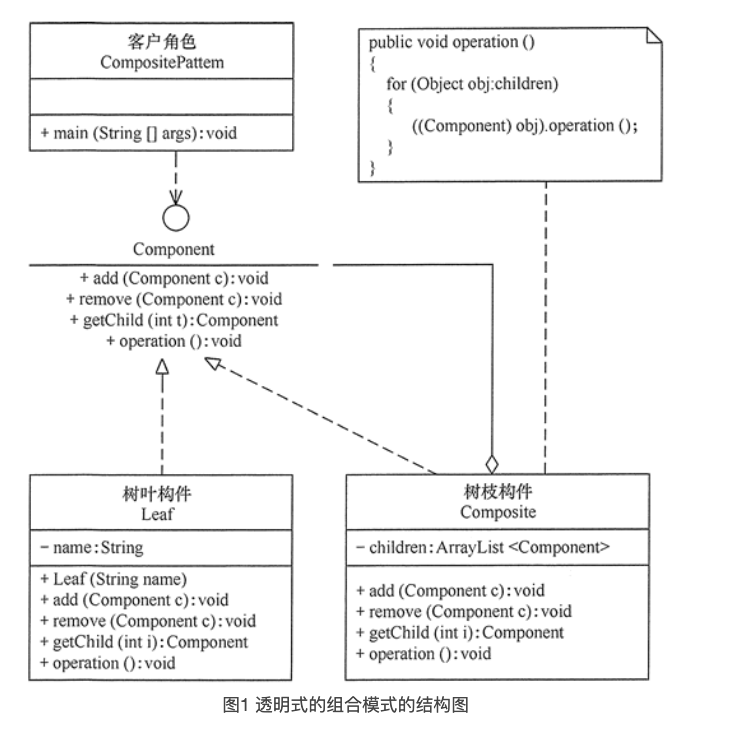 客户角色
CompositePattem
+ main (String [] args):void
public void operation ()
{
for (Object obj:children)
{
((Component) obj).operation ();
}
}
Component
+ add (Component c):void
+ remove (Component c):void
+ getChild (int t):Component
+ operation ():void
树叶构件
Leaf
- name:String
+ Leaf (String name)
+ add (Component c):void
+ remove (Component c):void
+ getChild (int i):Component
+ operation ():void
树枝构件
Composite
- children:ArrayList <Component>
+ add (Component c):void
+ remove (Component c):void
+ getChild (int i):Component
+ operation ():void
图1 透明式的组合模式的结构图